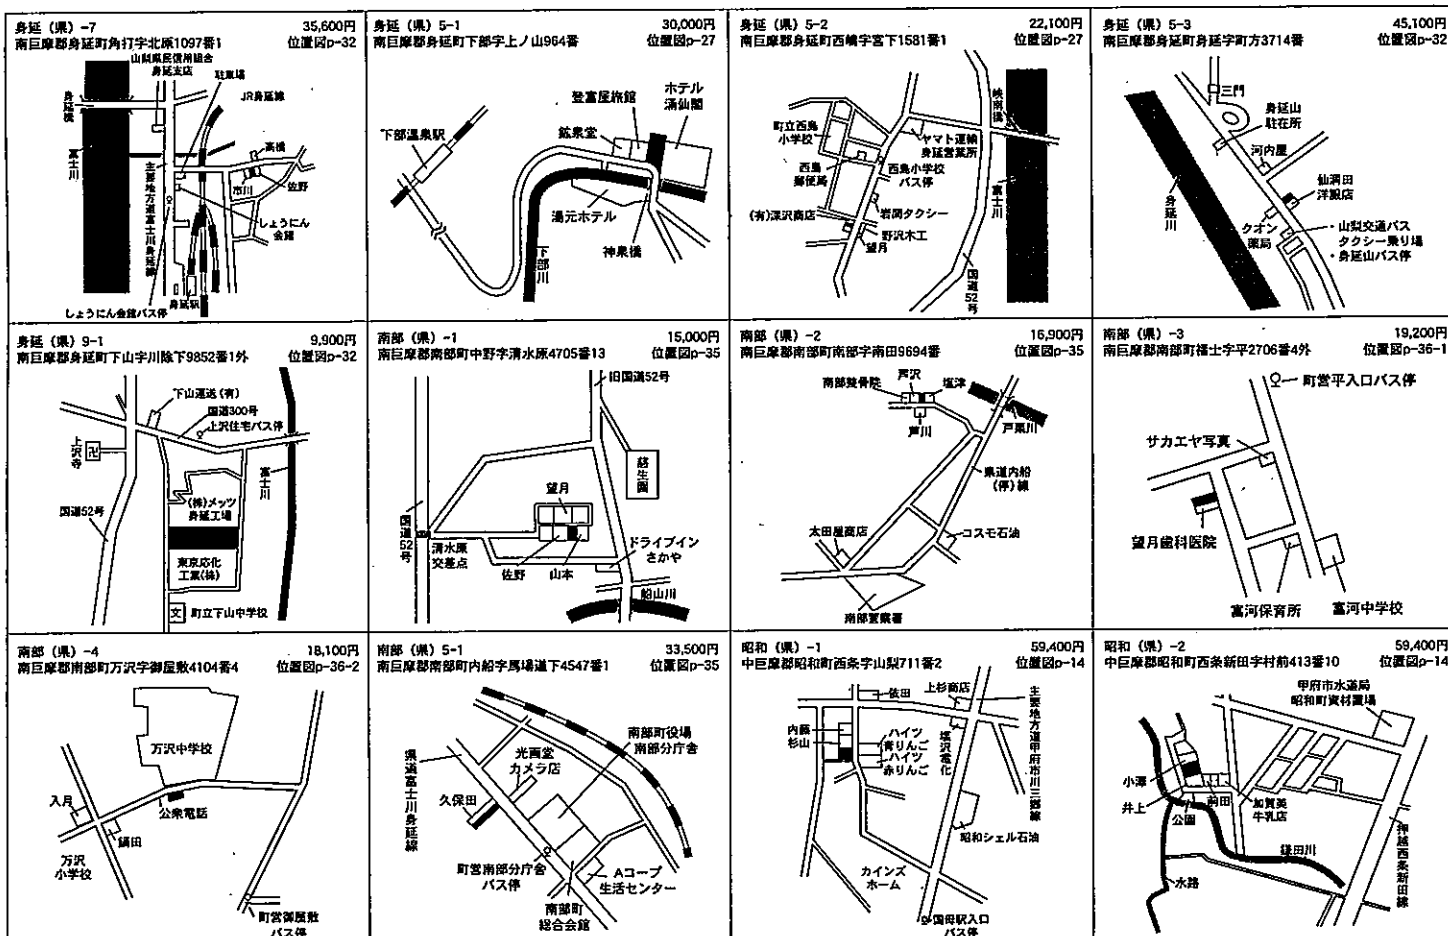 身延（県）-7 35,600円
南巨摩郡身延町角打字北原1097番1 位置図p-32
山梨県民信用組合
身延支店
駐車場
JR身延線
身延橋
富士川
高橋
主要地方道富士川身延線
市川
佐野
しょうにん
会館
身延駅
しょうにん会館バス停
身延（県）5-1 30,000円
南巨摩郡身延町下部字上ノ山964番 位置図p-27
ホテル
登富屋旅館
鉱泉堂
下部温泉駅
湯元ホテル
神泉橋
下部川
身延（県）5-2 22,100円
南巨摩郡身延町西嶋字宮下1581番1 位置図p-27
峡南橋
町立西島
小学校
ヤマト運輸
身延営業所
西島
郵便局
西島小学校
バス停
富士川
岩間タクシー
(有)深沢商店
野沢木工
望月
国道52号
身延（県）5-3 45,100円
南巨摩郡身延町身延字町方3714番 位置図p-32
三門
身延山
駐在所
河内屋
身延川
仙洞田
洋服店
クオン
薬局
・山梨交通バス
タクシー乗り場
・身延山バス停
身延（県）9-1 9,900円
南巨摩郡身延町下山字川除下9852番1外 位置図p-32
下山運送(有)
国道300号
上沢住宅バス停
上沢寺
富士川
(株)メッツ
身延工場
国道52号
東京応化
工業(株)
文 町立下山中学校
南部（県）-1 15,000円
南巨摩郡南部町中野字清水原4705番13 位置図p-35
旧国道52号
望月
国道52号
清水原
交差点
ドライブイン
さかや
佐野
山本
船山川
南部（県）-2 16,900円
南巨摩郡南部町南部字南田9694番 位置図p-35
南部整骨院
芦沢
塩津
芦川
戸栗川
県道内船(停)線
太田屋商店
コスモ石油
南部警察署
南部（県）-3 19,200円
南巨摩郡南部町福士字平2706番4外 位置図p-36-1
町営平入口バス停
サカエヤ写真
望月歯科医院
富河保育所
富河中学校
南部（県）-4 18,100円
南巨摩郡南部町万沢字御屋敷4104番4 位置図p-36-2
万沢中学校
入月
公衆電話
鍋田
万沢
小学校
町営御屋敷
バス停
南部（県）5-1 33,500円
南巨摩郡南部町内船字馬場道下4547番1 位置図p-35
南部町役場
南部分庁舎
県道富士川身延線
光画堂
カメラ店
久保田
町営南部分庁舎
バス停
Aコープ
生活センター
南部町
総合会館
昭和（県）-1 59,400円
中巨摩郡昭和町西条字山梨711番2 位置図p-14
依田
上杉商店
主要地方道甲府市川三郷線
内藤
杉山
ハイツ
青りんご
ハイツ
赤りんご
塩沢電化
昭和シェル石油
カインズ
ホーム
国母駅入口
バス停
昭和（県）-2 59,400円
中巨摩郡昭和町西条新田字村前413番10 位置図p-14
甲府市水道局
昭和町資材置場
小澤
井上
公園
前田
加賀美
牛乳店
鎌田川
押越西条新田線
水路